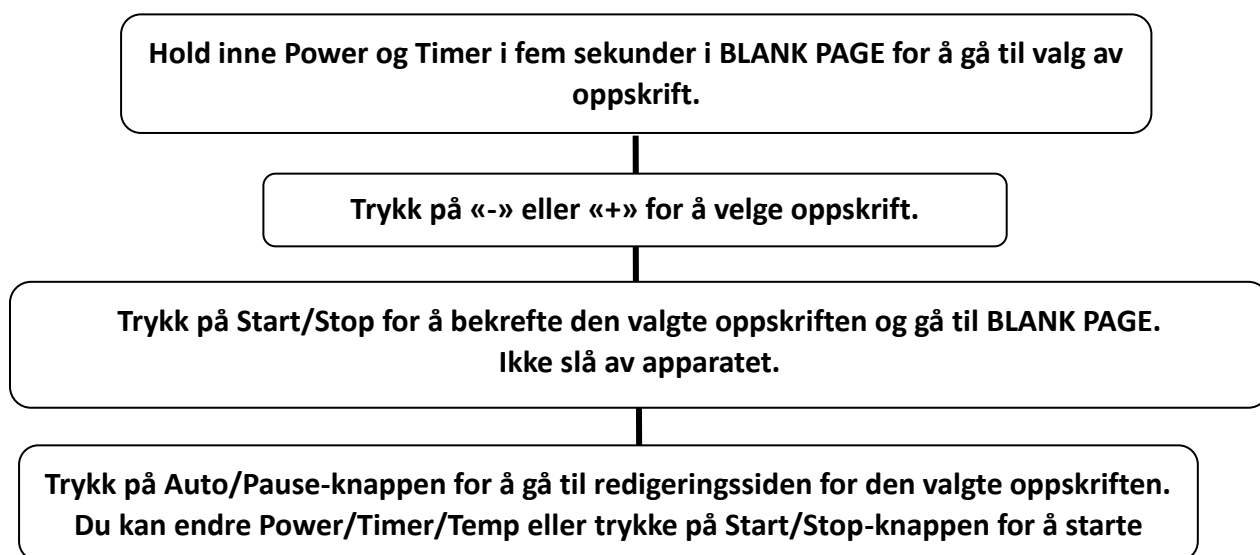 Hold inne Power og Timer i fem sekunder i BLANK PAGE for å gå til valg av
oppskrift.
Trykk på «-» eller «+» for å velge oppskrift.
Trykk på Start/Stop for å bekrefte den valgte oppskriften og gå til BLANK PAGE.
Ikke slå av apparatet.
Trykk på Auto/Pause-knappen for å gå til redigeringssiden for den valgte oppskriften.
Du kan endre Power/Timer/Temp eller trykke på Start/Stop-knappen for å starte